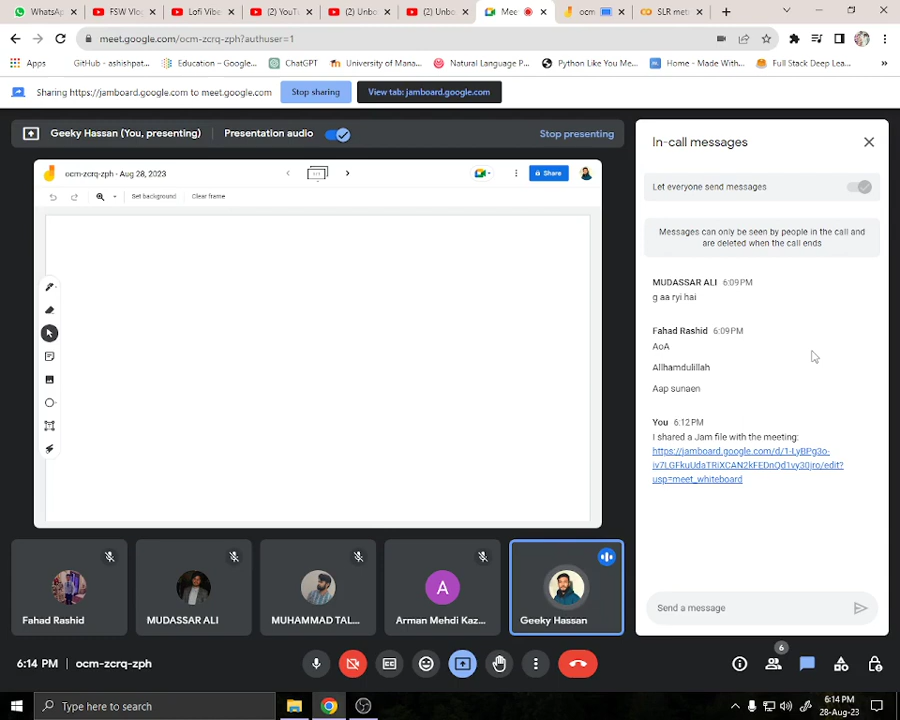 WhatsAp
FSW Vlog
Lofi Vibe
(2) YouT
(2) Unbo
(2) Unbo
Mee
ocm
SLR met
meet.google.com/ocm-zcrq-zph?authuser=1
Apps
GitHub - ashishpat...
Education – Google...
ChatGPT
University of Mana...
Natural Language P...
Python Like You Me...
Home - Made With...
Full Stack Deep Lea...
Sharing https://jamboard.google.com to meet.google.com
Stop sharing
View tab: jamboard.google.com
Geeky Hassan (You, presenting)
Presentation audio
Stop presenting
ocm-zcrq-zph - Aug 28, 2023
Share
Set background
Clear frame
In-call messages
Let everyone send messages
Messages can only be seen by people in the call and
are deleted when the call ends
MUDASSAR ALI 6:09 PM
g aa ryi hai
Fahad Rashid 6:09 PM
AoA
Allhamdulillah
Aap sunaen
You 6:12 PM
I shared a Jam file with the meeting:
https://jamboard.google.com/d/1-LyBPg3o-
iv7LGFkuUdaTRiXCAN2kFEDnQd1vy30jro/edit?
usp=meet_whiteboard
Send a message
Fahad Rashid
MUDASSAR ALI
MUHAMMAD TAL...
A
Arman Mehdi Kaz...
Geeky Hassan
6:14 PM | ocm-zcrq-zph
6
Type here to search
6:14 PM
28-Aug-23